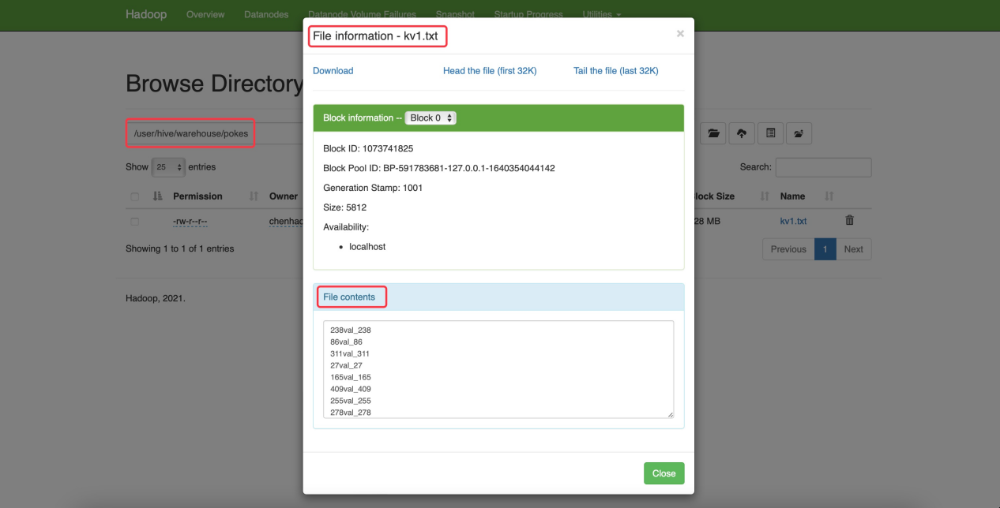 Hadoop Overview Datanodes Datanode Volume Failures Snapshot Startup Progress Utilities
File information - kv1.txt ×
Download Head the file (first 32K) Tail the file (last 32K)
Browse Directory
Block information -- Block 0
/user/hive/warehouse/pokes
Block ID: 1073741825
Block Pool ID: BP-591783681-127.0.0.1-1640354044142
Show 25 entries
Search:
Generation Stamp: 1001
Permission Owner
lock Size Name
Size: 5812
-rw-r--r-- chenhao
28 MB kv1.txt
Availability:
localhost
Showing 1 to 1 of 1 entries
Previous 1 Next
File contents
Hadoop, 2021.
238val_238
86val_86
311val_311
27val_27
165val_165
409val_409
255val_255
278val_278
Close